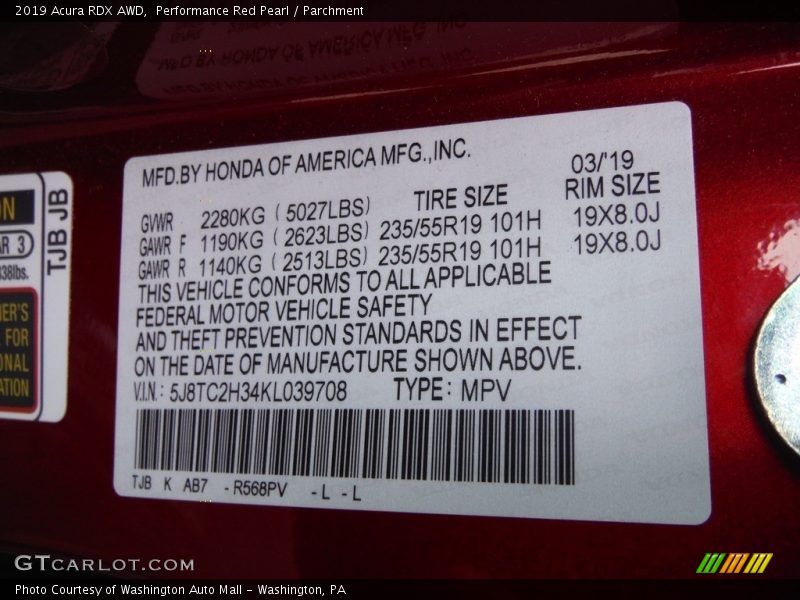 2019 Acura RDX AWD,  Performance Red Pearl / Parchment
MFD.BY HONDA OF AMERICA MFG.,INC.
03/'19
TIRE SIZE RIM SIZE
GVWR 2280KG ( 5027LBS)
GAWR F 1190KG ( 2623LBS) 235/55R19 101H 19X8.0J
GAWR R 1140KG ( 2513LBS) 235/55R19 101H 19X8.0J
THIS VEHICLE CONFORMS TO ALL APPLICABLE
FEDERAL MOTOR VEHICLE SAFETY
AND THEFT PREVENTION STANDARDS IN EFFECT
ON THE DATE OF MANUFACTURE SHOWN ABOVE.
V.I.N.: 5J8TC2H34KL039708 TYPE: MPV
TJB K AB7 -R568PV -L -L
TJB JB
GTCARLOT.COM
Photo Courtesy of Washington Auto Mall – Washington, PA